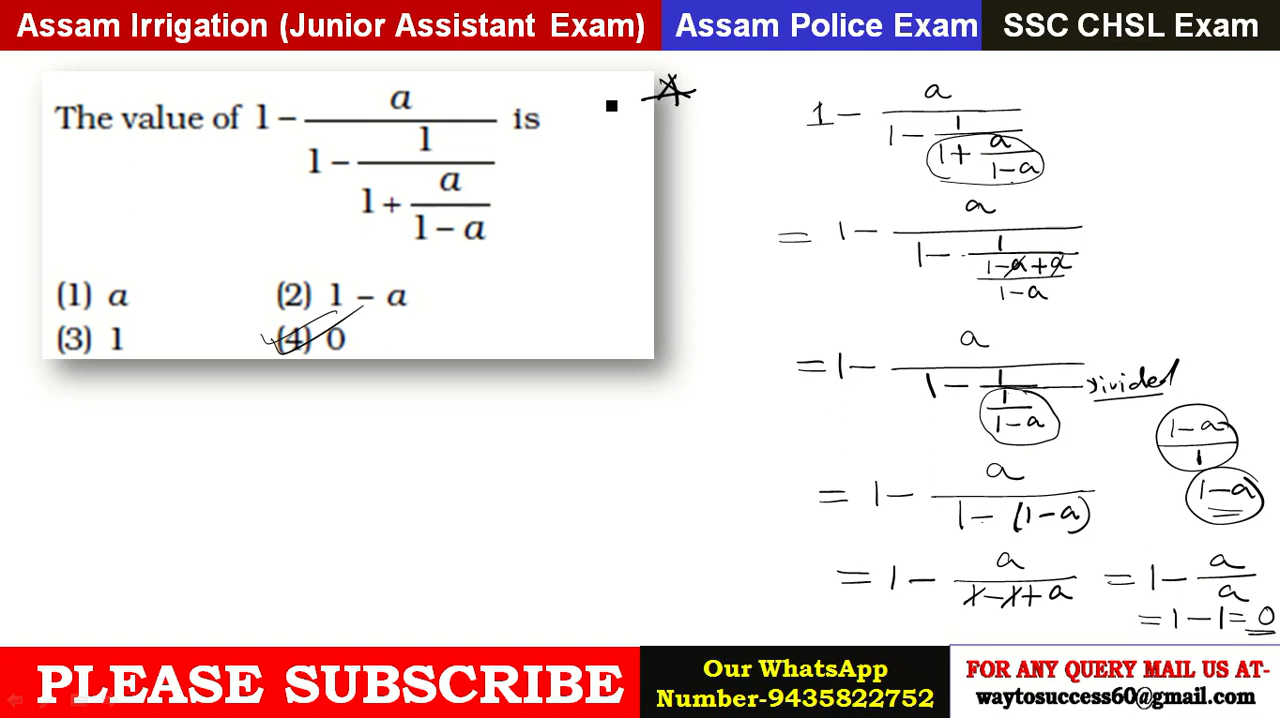 Assam Irrigation (Junior Assistant Exam) Assam Police Exam SSC CHSL Exam
The value of 1 - a / (1 - 1 / (1 + a / (1 - a))) is
(1) a (2) 1 - a
(3) 1 (4) 0
1 - a / (1 - 1 / (1 + a / (1 - a)))
= 1 - a / (1 - 1 / ((1 - a + a) / (1 - a)))
= 1 - a / (1 - 1 / (1 / (1 - a))) divided
(1 - a) / 1
1 - a
= 1 - a / (1 - (1 - a))
= 1 - a / (1 - 1 + a) = 1 - a / a
= 1 - 1 = 0
PLEASE SUBSCRIBE
Our WhatsApp
Number-9435822752
FOR ANY QUERY MAIL US AT-
waytosuccess60@gmail.com